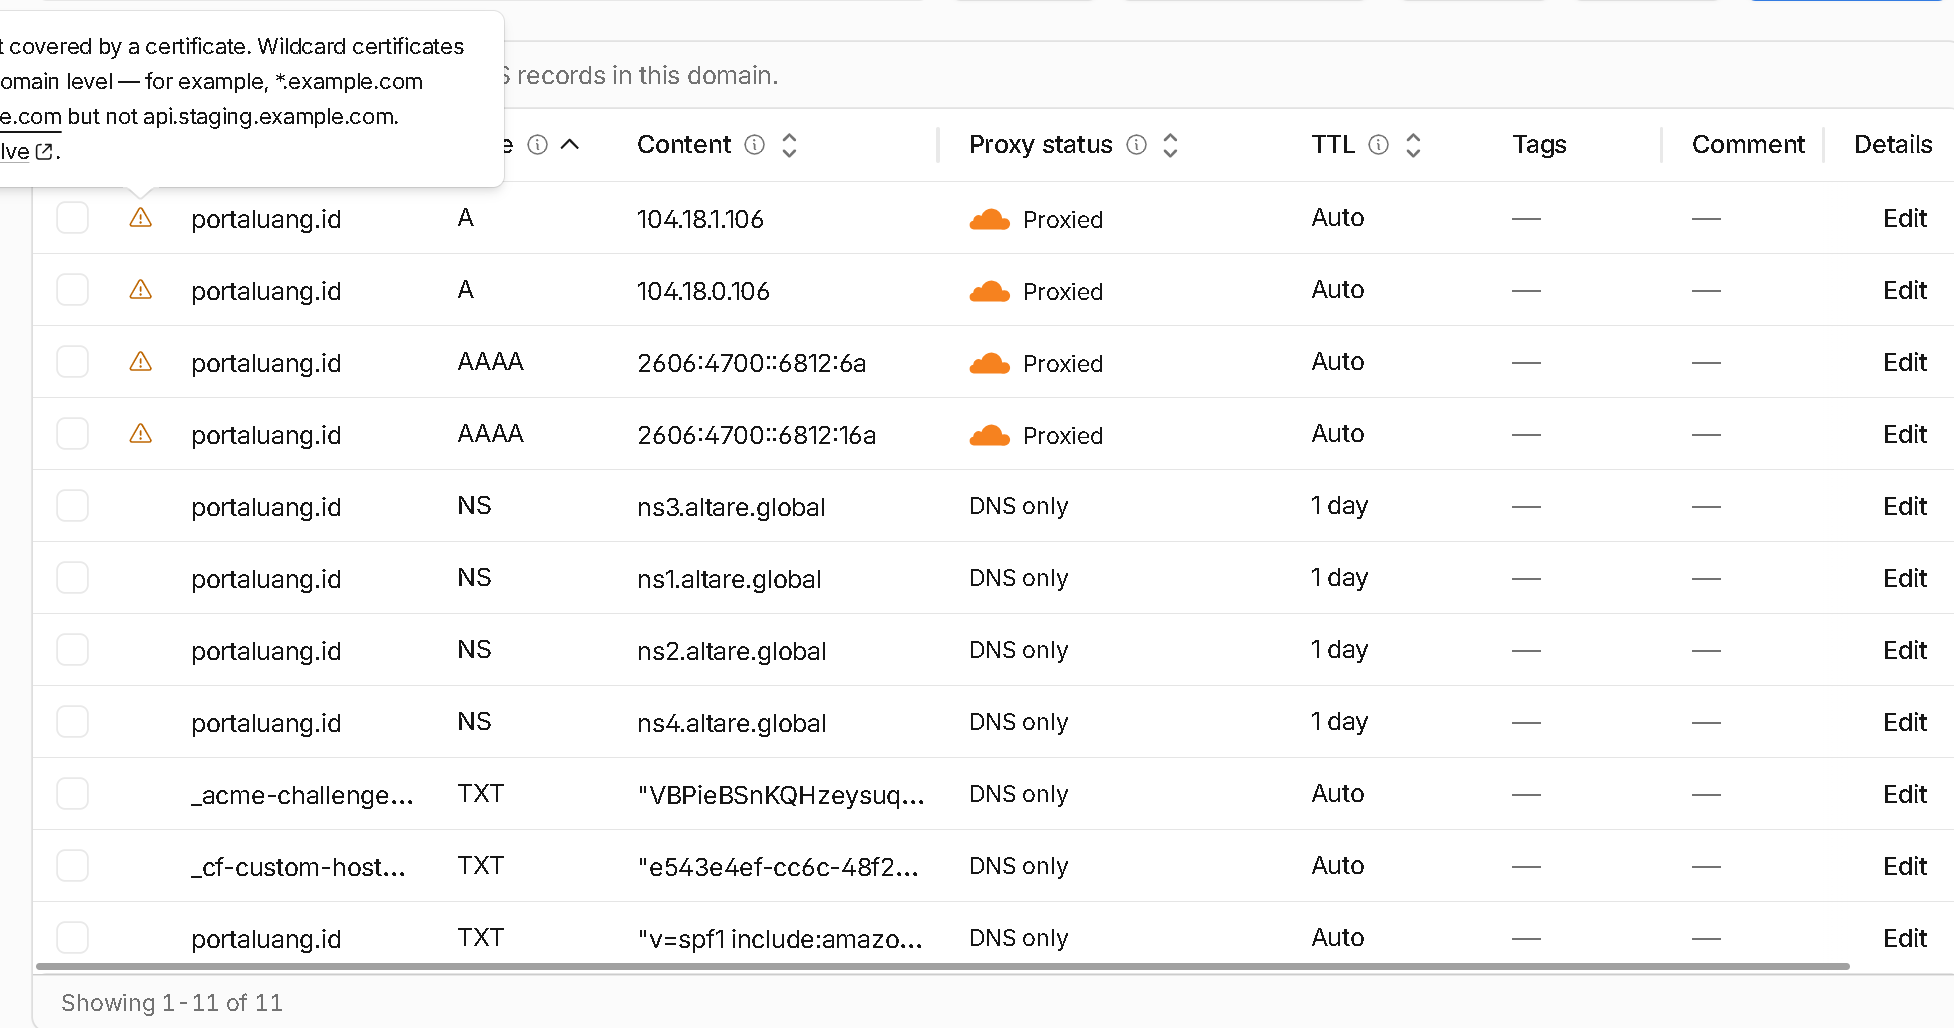 t covered by a certificate. Wildcard certificates
omain level — for example, *.example.com
e.com but not api.staging.example.com.
lve .
S records in this domain.
e Content Proxy status TTL Tags Comment Details
portaluang.id A 104.18.1.106 Proxied Auto — — Edit
portaluang.id A 104.18.0.106 Proxied Auto — — Edit
portaluang.id AAAA 2606:4700::6812:6a Proxied Auto — — Edit
portaluang.id AAAA 2606:4700::6812:16a Proxied Auto — — Edit
portaluang.id NS ns3.altare.global DNS only 1 day — — Edit
portaluang.id NS ns1.altare.global DNS only 1 day — — Edit
portaluang.id NS ns2.altare.global DNS only 1 day — — Edit
portaluang.id NS ns4.altare.global DNS only 1 day — — Edit
_acme-challenge... TXT "VBPieBSnKQHzeysuq... DNS only Auto — — Edit
_cf-custom-host... TXT "e543e4ef-cc6c-48f2... DNS only Auto — — Edit
portaluang.id TXT "v=spf1 include:amazo... DNS only Auto — — Edit
Showing 1-11 of 11